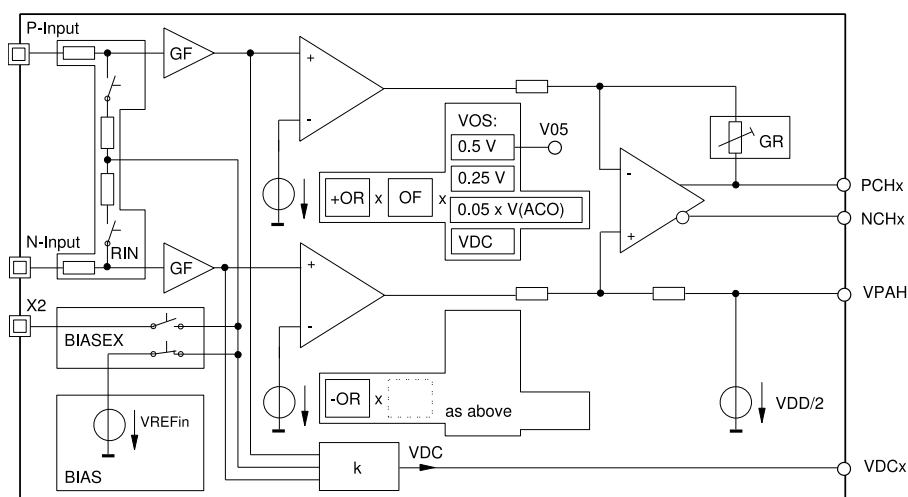 P-Input
GF
+
-
VOS:
0.5 V
V05
0.25 V
+OR x OF x 0.05 x V(ACO)
VDC
GR
-
+
PCHx
NCHx
N-Input
RIN
GF
+
-
VPAH
X2
BIASEX
-OR x
as above
VDD/2
VREFin
BIAS
k
VDC
VDCx